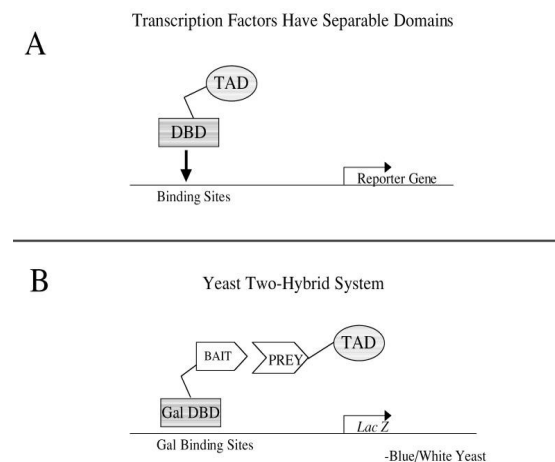 Transcription Factors Have Separable Domains
A
TAD
DBD
Reporter Gene
Binding Sites
B
Yeast Two-Hybrid System
TAD
BAIT
PREY
Gal DBD
Lac Z
Gal Binding Sites
-Blue/White Yeast